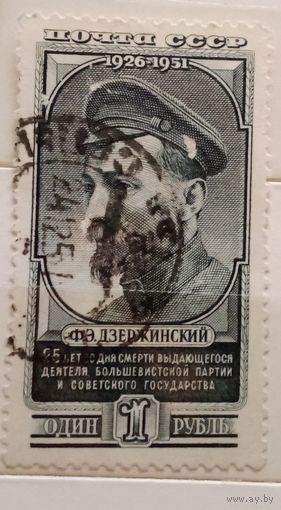 ПОЧТА СССР
1926-1951
Ф.Э.ДЗЕРЖИНСКИЙ
25 ЛЕТ СО ДНЯ СМЕРТИ ВЫДАЮЩЕГОСЯ
ДЕЯТЕЛЯ БОЛЬШЕВИСТСКОЙ ПАРТИИ
И СОВЕТСКОГО ГОСУДАРСТВА
ОДИН 1 РУБЛЬ
www.ay.by